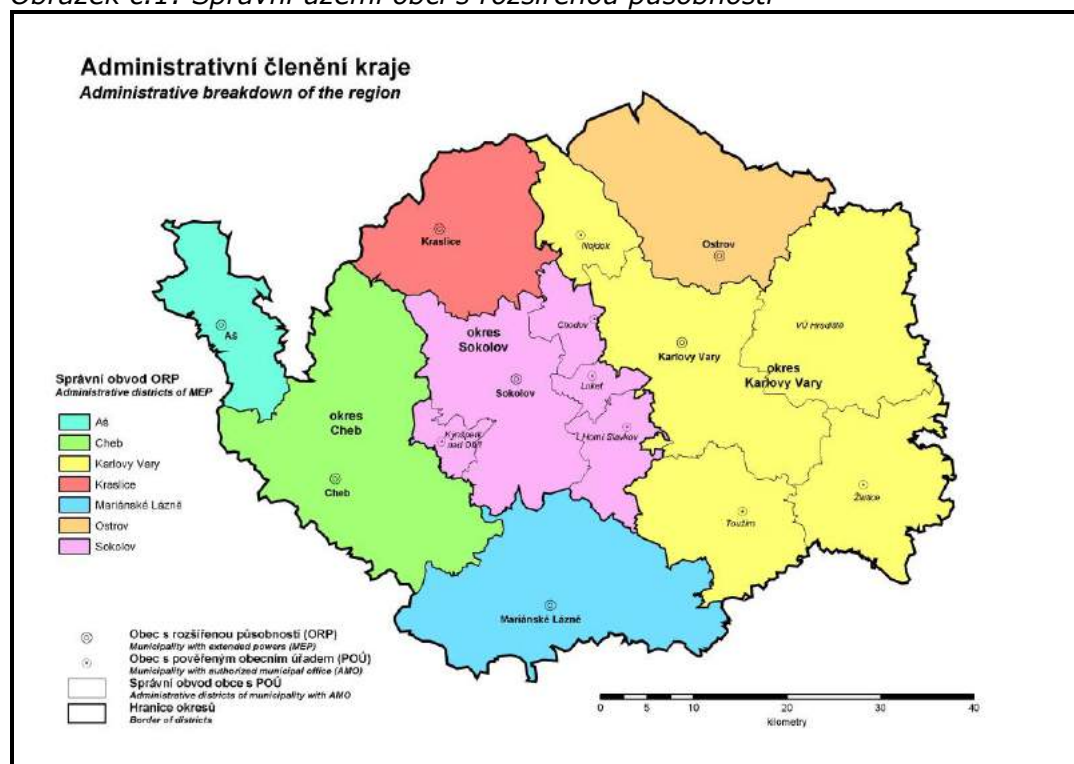 Obrázek č.1: Správní území obcí s rozšířenou působností
Administrativní členění kraje
Administrative breakdown of the region
Kraslice
Nejdek
Ostrov
Aš
okres
Sokolov
Chodov
VÚ Hradiště
Karlovy Vary
okres
Karlovy Vary
Loket
Sokolov
Správní obvod ORP
Administrative districts of MEP
Aš
Cheb
Karlovy Vary
Kraslice
Mariánské Lázně
Ostrov
Sokolov
okres
Cheb
Kynšperk
nad Ohří
Horní Slavkov
Cheb
Žlutice
Toužim
Mariánské Lázně
Obec s rozšířenou působností (ORP)
Municipality with extended powers (MEP)
Obec s pověřeným obecním úřadem (POÚ)
Municipality with authorized municipal office (AMO)
Správní obvod obce s POÚ
Administrative districts of municipality with AMO
Hranice okresů
Border of districts
0 5 10 20 30 40
kilometry